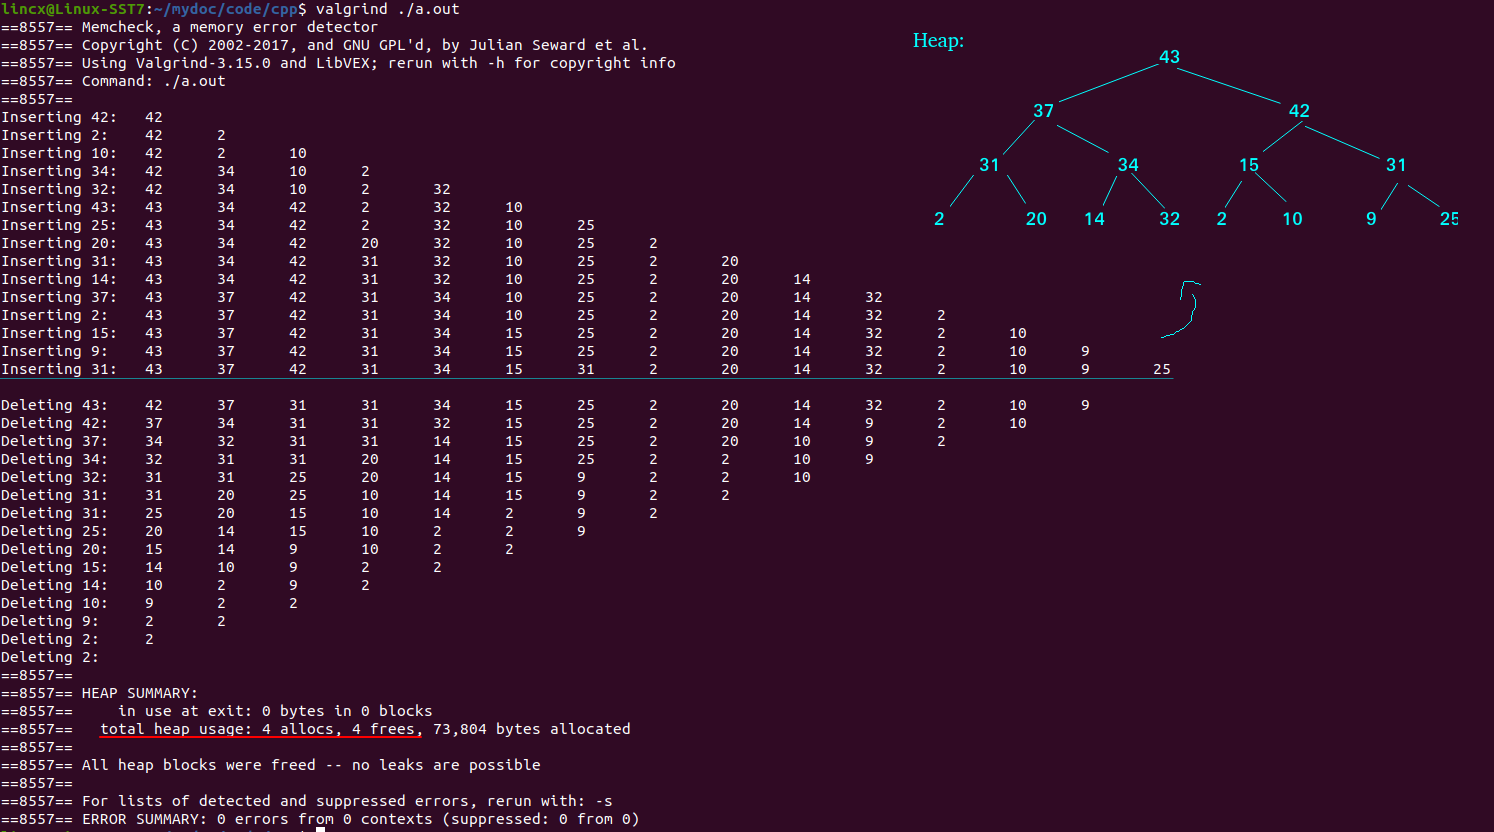 lincx@Linux-SST7:~/mydoc/code/cpp$ valgrind ./a.out
==8557== Memcheck, a memory error detector
==8557== Copyright (C) 2002-2017, and GNU GPL'd, by Julian Seward et al.
==8557== Using Valgrind-3.15.0 and LibVEX; rerun with -h for copyright info
==8557== Command: ./a.out
==8557==
Inserting 42: 42
Inserting 2: 42 2
Inserting 10: 42 2 10
Inserting 34: 42 34 10 2
Inserting 32: 42 34 10 2 32
Inserting 43: 43 34 42 2 32 10
Inserting 25: 43 34 42 2 32 10 25
Inserting 20: 43 34 42 20 32 10 25 2
Inserting 31: 43 34 42 31 32 10 25 2 20
Inserting 14: 43 34 42 31 32 10 25 2 20 14
Inserting 37: 43 37 42 31 34 10 25 2 20 14 32
Inserting 2: 43 37 42 31 34 10 25 2 20 14 32 2
Inserting 15: 43 37 42 31 34 15 25 2 20 14 32 2 10
Inserting 9: 43 37 42 31 34 15 25 2 20 14 32 2 10 9
Inserting 31: 43 37 42 31 34 15 31 2 20 14 32 2 10 9 25
Deleting 43: 42 37 31 31 34 15 25 2 20 14 32 2 10 9
Deleting 42: 37 34 31 31 32 15 25 2 20 14 9 2 10
Deleting 37: 34 32 31 31 14 15 25 2 20 10 9 2
Deleting 34: 32 31 31 20 14 15 25 2 2 10 9
Deleting 32: 31 31 25 20 14 15 9 2 2 10
Deleting 31: 31 20 25 10 14 15 9 2 2
Deleting 31: 25 20 15 10 14 2 9 2
Deleting 25: 20 14 15 10 2 2 9
Deleting 20: 15 14 9 10 2 2
Deleting 15: 14 10 9 2 2
Deleting 14: 10 2 9 2
Deleting 10: 9 2 2
Deleting 9: 2 2
Deleting 2: 2
Deleting 2:
==8557==
==8557== HEAP SUMMARY:
==8557== in use at exit: 0 bytes in 0 blocks
==8557== total heap usage: 4 allocs, 4 frees, 73,804 bytes allocated
==8557==
==8557== All heap blocks were freed -- no leaks are possible
==8557==
==8557== For lists of detected and suppressed errors, rerun with: -s
==8557== ERROR SUMMARY: 0 errors from 0 contexts (suppressed: 0 from 0)
Heap:
43
37 42
31 34 15 31
2 20 14 32 2 10 9 25